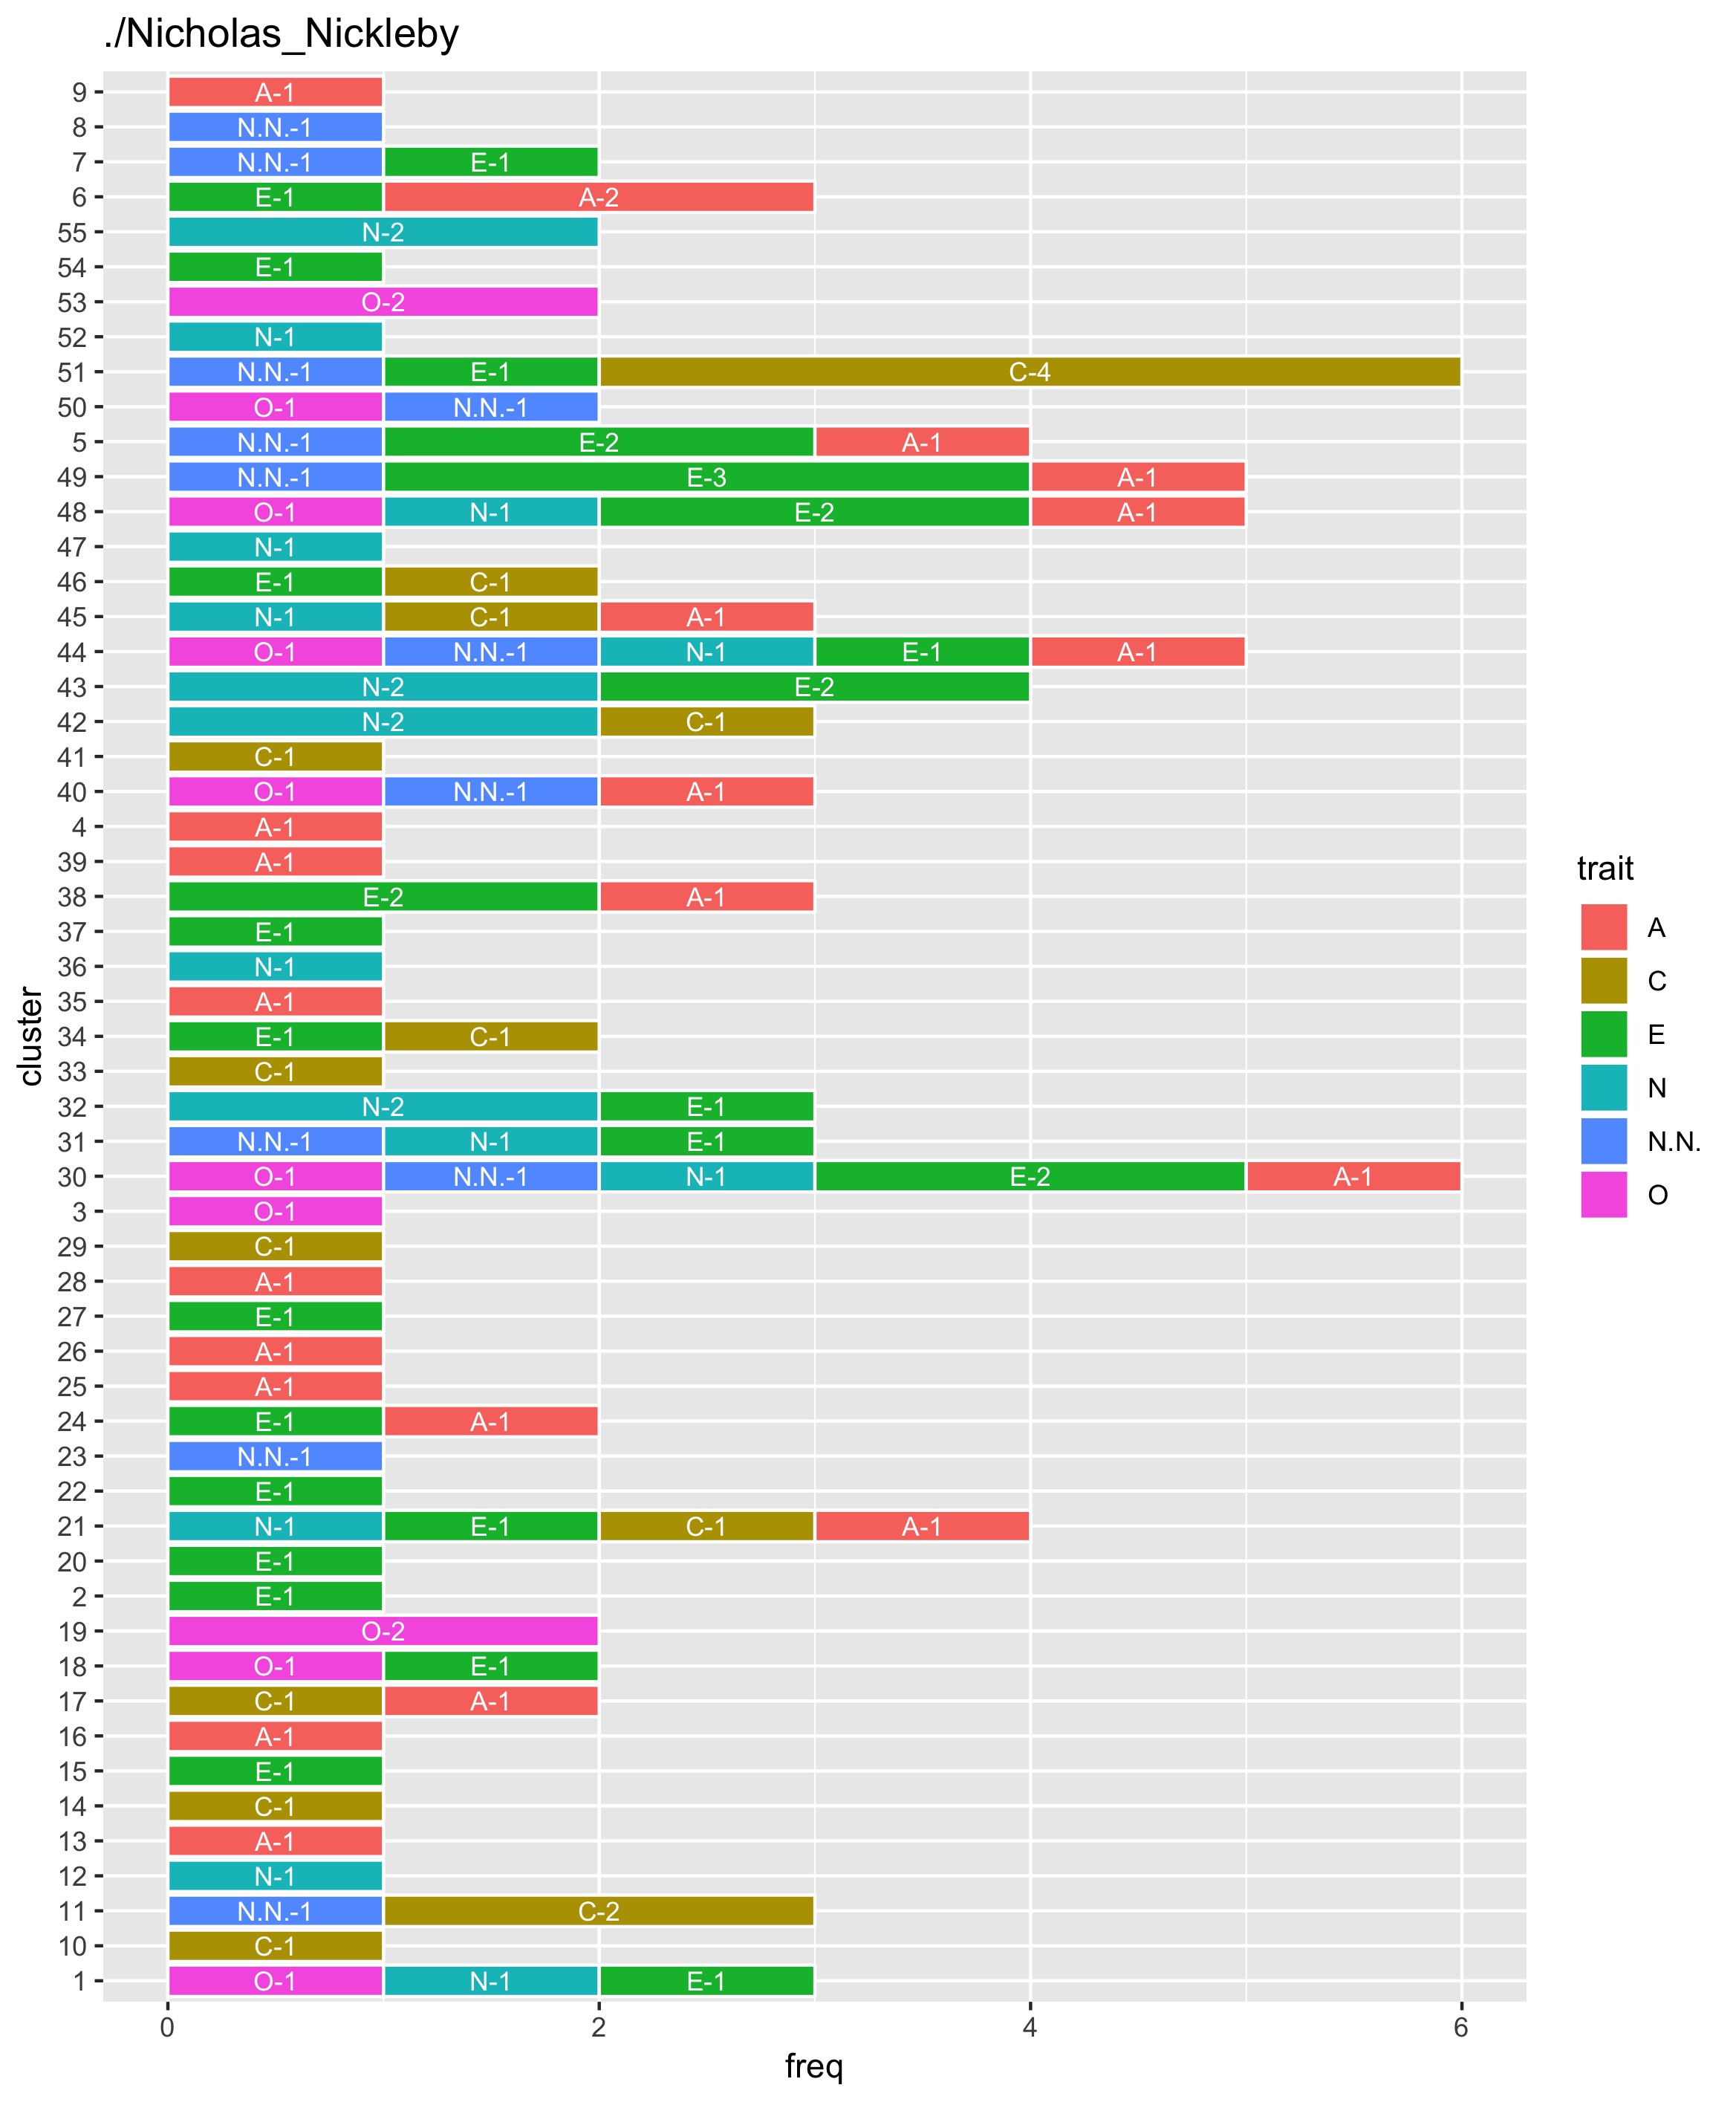 ./Nicholas_Nickleby
9 A-1
8 N.N.-1
7 N.N.-1 E-1
6 E-1 A-2
55 N-2
54 E-1
53 O-2
52 N-1
51 N.N.-1 E-1 C-4
50 O-1 N.N.-1
5 N.N.-1 E-2 A-1
49 N.N.-1 E-3 A-1
48 O-1 N-1 E-2 A-1
47 N-1
46 E-1 C-1
45 N-1 C-1 A-1
44 O-1 N.N.-1 N-1 E-1 A-1
43 N-2 E-2
42 N-2 C-1
41 C-1
40 O-1 N.N.-1 A-1
4 A-1
39 A-1
38 E-2 A-1
37 E-1
36 N-1
35 A-1
34 E-1 C-1
33 C-1
32 N-2 E-1
31 N.N.-1 N-1 E-1
30 O-1 N.N.-1 N-1 E-2 A-1
3 O-1
29 C-1
28 A-1
27 E-1
26 A-1
25 A-1
24 E-1 A-1
23 N.N.-1
22 E-1
21 N-1 E-1 C-1 A-1
20 E-1
2 E-1
19 O-2
18 O-1 E-1
17 C-1 A-1
16 A-1
15 E-1
14 C-1
13 A-1
12 N-1
11 N.N.-1 C-2
10 C-1
1 O-1 N-1 E-1
0 2 4 6
freq
cluster
trait
A
C
E
N
N.N.
O